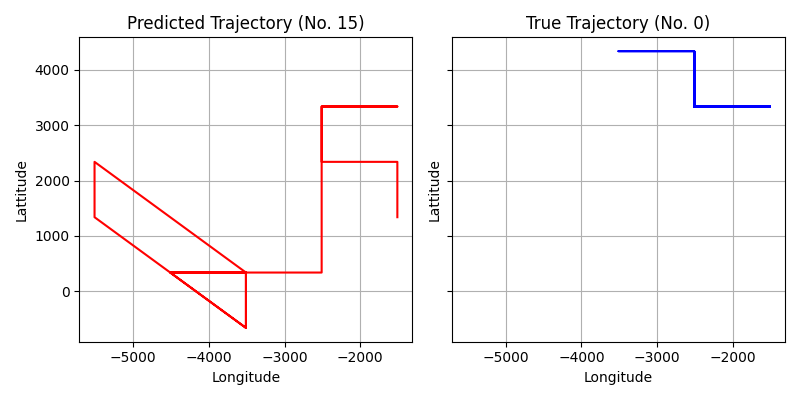 Predicted Trajectory (No. 15)
True Trajectory (No. 0)
Lattitude
4000
3000
2000
1000
0
−5000
−4000
−3000
−2000
Longitude
Lattitude
−5000
−4000
−3000
−2000
Longitude